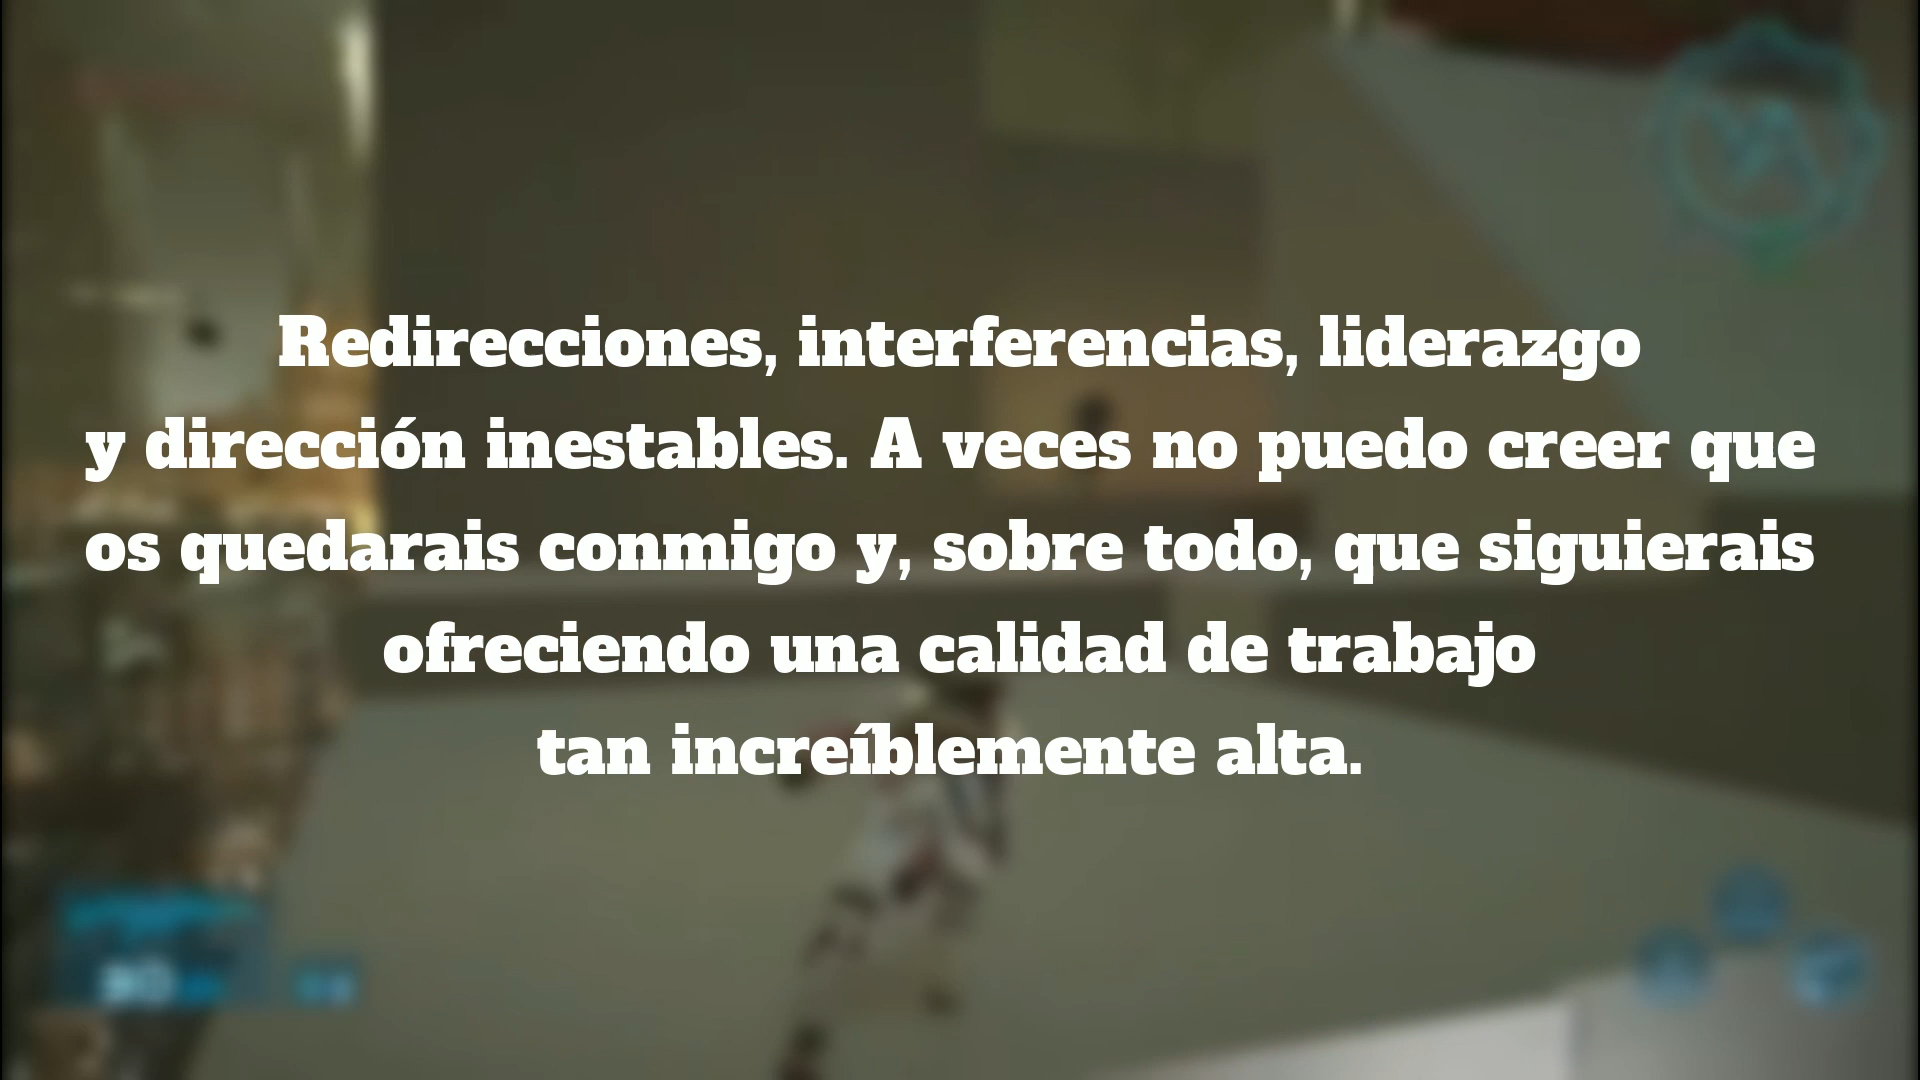 Redirecciones, interferencias, liderazgo
y dirección inestables. A veces no puedo creer que
os quedarais conmigo y, sobre todo, que siguierais
ofreciendo una calidad de trabajo
tan increíblemente alta.